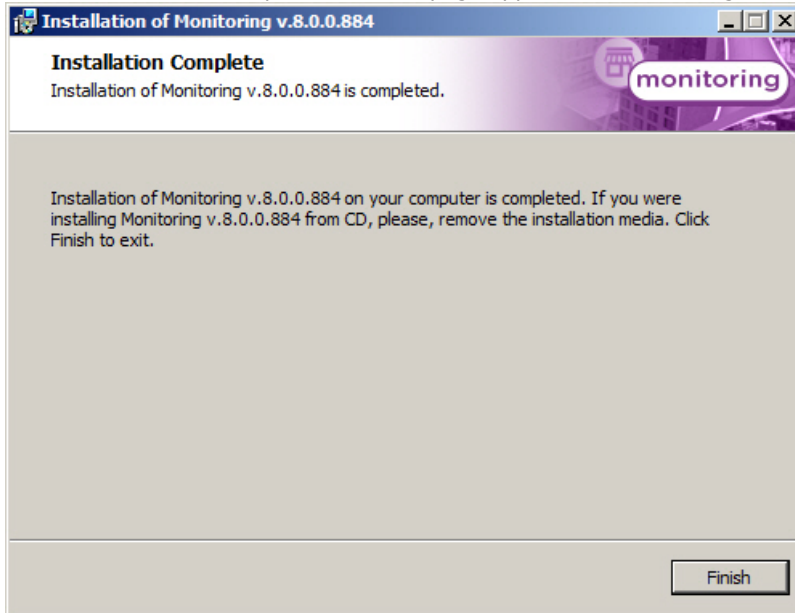 Installation of Monitoring v.8.0.0.884
Installation Complete
Installation of Monitoring v.8.0.0.884 is completed.
monitoring
Installation of Monitoring v.8.0.0.884 on your computer is completed. If you were
installing Monitoring v.8.0.0.884 from CD, please, remove the installation media. Click
Finish to exit.
Finish